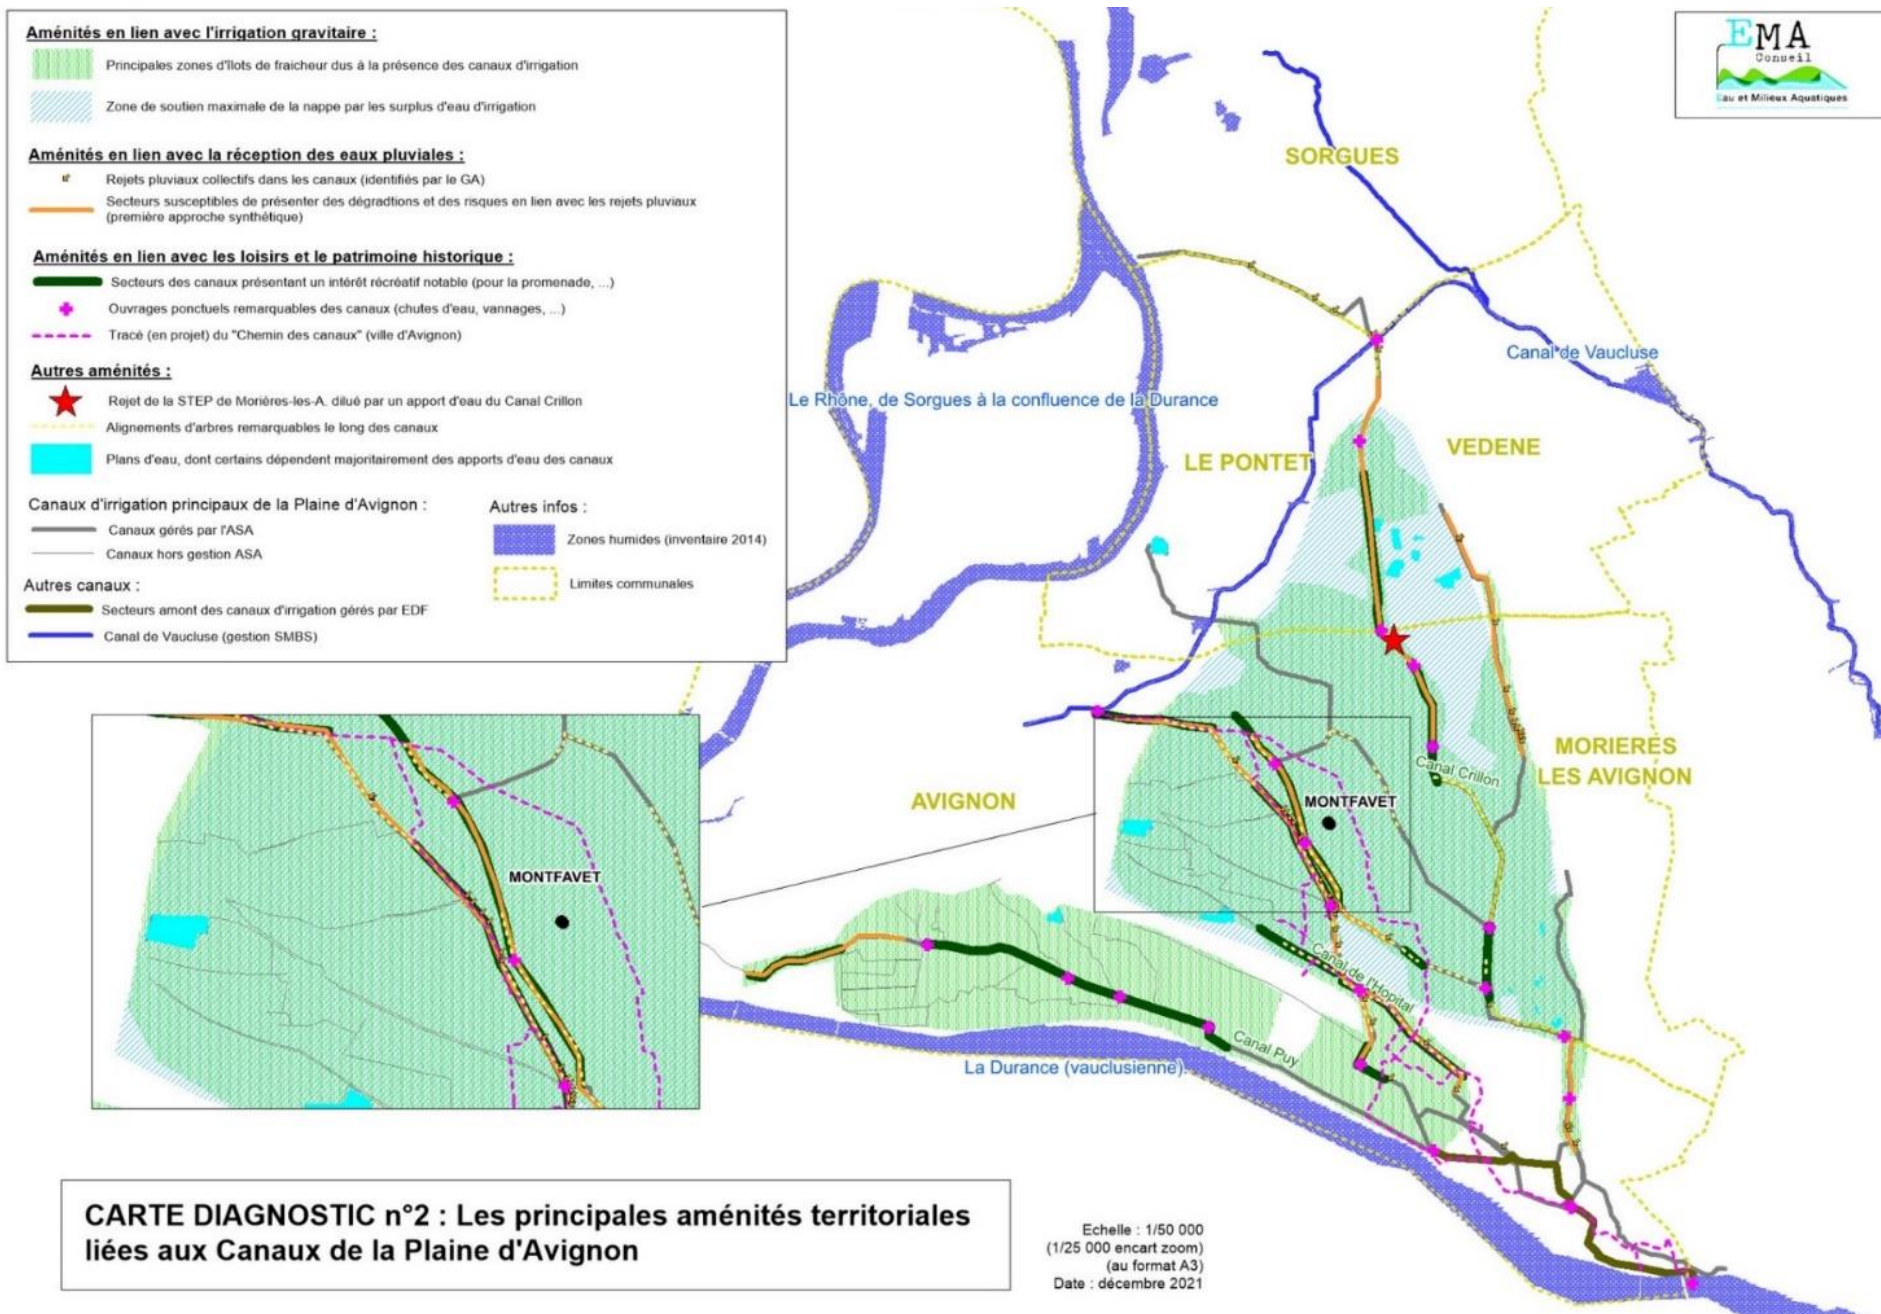 Aménités en lien avec l'irrigation gravitaire :
Principales zones d'îlots de fraicheur dus à la présence des canaux d'irrigation
Zone de soutien maximale de la nappe par les surplus d'eau d'irrigation
Aménités en lien avec la réception des eaux pluviales :
Rejets pluviaux collectifs dans les canaux (identifiés par le GA)
Secteurs susceptibles de présenter des dégradtions et des risques en lien avec les rejets pluviaux
(première approche synthétique)
Aménités en lien avec les loisirs et le patrimoine historique :
Secteurs des canaux présentant un intérêt récréatif notable (pour la promenade, ...)
Ouvrages ponctuels remarquables des canaux (chutes d'eau, vannages, ...)
Tracé (en projet) du "Chemin des canaux" (ville d'Avignon)
Autres aménités :
Rejet de la STEP de Morières-les-A. dilué par un apport d'eau du Canal Crillon
Alignements d'arbres remarquables le long des canaux
Plans d'eau, dont certains dépendent majoritairement des apports d'eau des canaux
Canaux d'irrigation principaux de la Plaine d'Avignon :
Canaux gérés par l'ASA
Canaux hors gestion ASA
Autres canaux :
Secteurs amont des canaux d'irrigation gérés par EDF
Canal de Vaucluse (gestion SMBS)
Autres infos :
Zones humides (inventaire 2014)
Limites communales
EMA
Conseil
Eau et Milieux Aquatiques
SORGUES
Canal de Vaucluse
Le Rhône, de Sorgues à la confluence de la Durance
LE PONTET
VEDENE
MORIERES
LES AVIGNON
Canal Crillon
AVIGNON
MONTFAVET
MONTFAVET
Canal de l'Hopital
Canal Puy
La Durance (vauclusienne)
CARTE DIAGNOSTIC n°2 : Les principales aménités territoriales
liées aux Canaux de la Plaine d'Avignon
Echelle : 1/50 000
(1/25 000 encart zoom)
(au format A3)
Date : décembre 2021